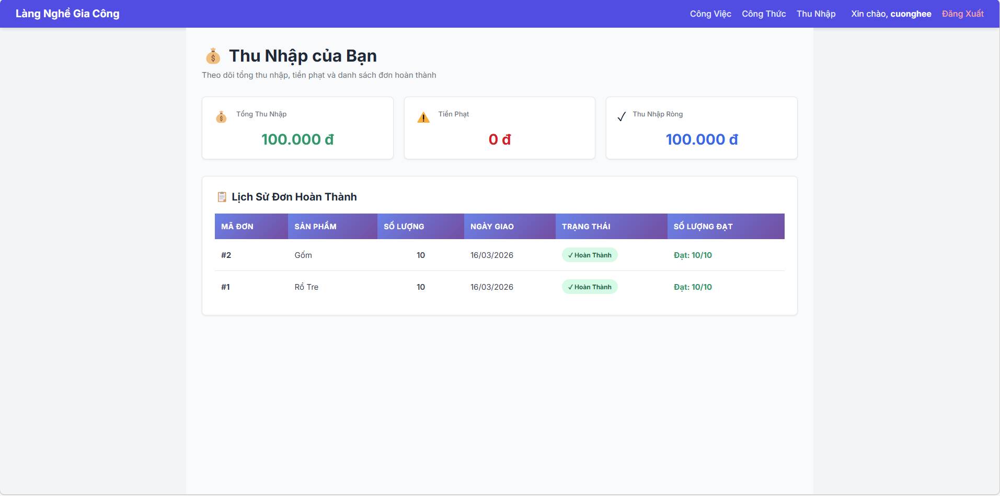 Làng Nghề Gia Công
Công Việc Công Thức Thu Nhập Xin chào, cuonghee Đăng Xuất
Thu Nhập của Bạn
Theo dõi tổng thu nhập, tiền phạt và danh sách đơn hoàn thành
Tổng Thu Nhập
100.000 đ
Tiền Phạt
0 đ
Thu Nhập Ròng
100.000 đ
Lịch Sử Đơn Hoàn Thành
MÃ ĐƠN SẢN PHẨM SỐ LƯỢNG NGÀY GIAO TRẠNG THÁI SỐ LƯỢNG ĐẠT
#2 Gốm 10 16/03/2026 ✓ Hoàn Thành Đạt: 10/10
#1 Rổ Tre 10 16/03/2026 ✓ Hoàn Thành Đạt: 10/10